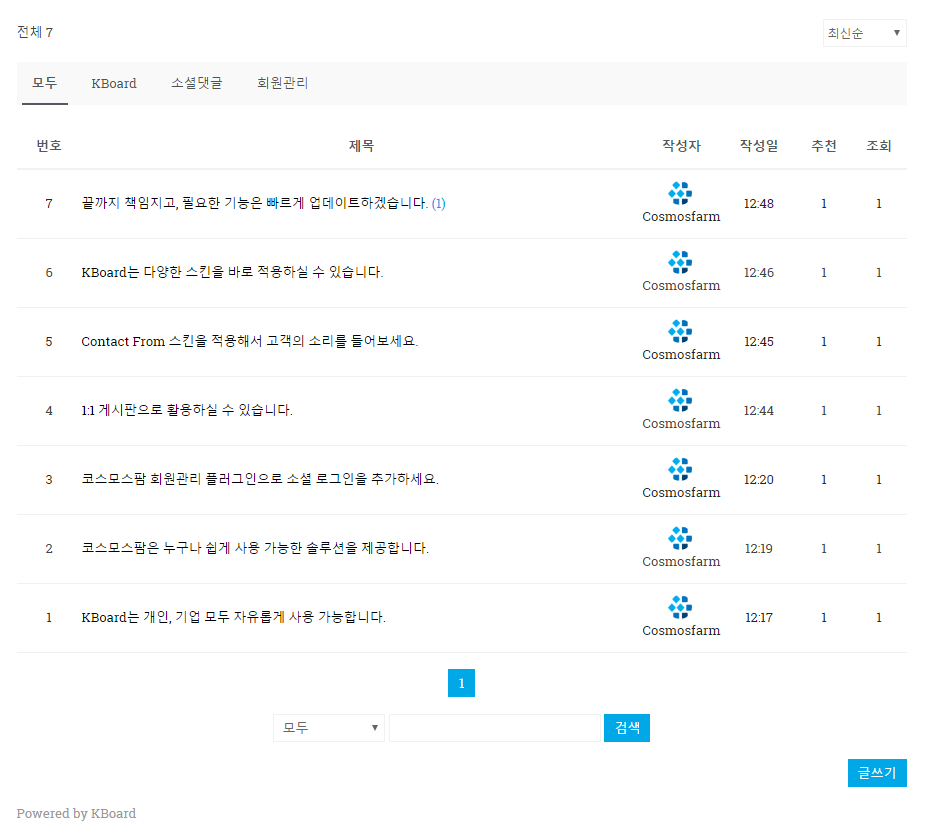 전체 7
최신순
모두 KBoard 소셜댓글 회원관리
번호 제목 작성자 작성일 추천 조회
7 끝까지 책임지고, 필요한 기능은 빠르게 업데이트하겠습니다. (1) Cosmosfarm 12:48 1 1
6 KBoard는 다양한 스킨을 바로 적용하실 수 있습니다. Cosmosfarm 12:46 1 1
5 Contact From 스킨을 적용해서 고객의 소리를 들어보세요. Cosmosfarm 12:45 1 1
4 1:1 게시판으로 활용하실 수 있습니다. Cosmosfarm 12:44 1 1
3 코스모스팜 회원관리 플러그인으로 소셜 로그인을 추가하세요. Cosmosfarm 12:20 1 1
2 코스모스팜은 누구나 쉽게 사용 가능한 솔루션을 제공합니다. Cosmosfarm 12:19 1 1
1 KBoard는 개인, 기업 모두 자유롭게 사용 가능합니다. Cosmosfarm 12:17 1 1
1
모두 검색
글쓰기
Powered by KBoard